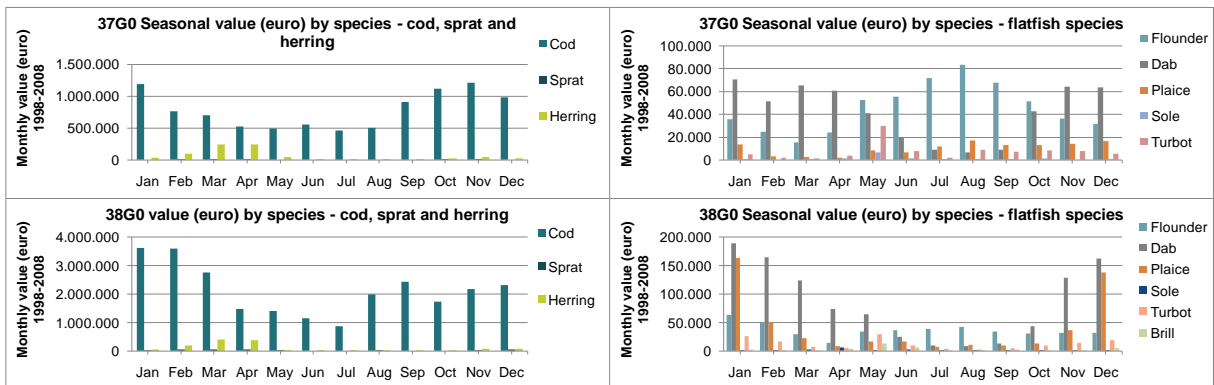 37G0 Seasonal value (euro) by species - cod, sprat and
herring
Monthly value (euro)
1998-2008
1.500.000
1.000.000
500.000
0
Jan Feb Mar Apr May Jun Jul Aug Sep Oct Nov Dec
Cod
Sprat
Herring
37G0 Seasonal value (euro) by species - flatfish species
Monthly value (euro)
1998-2008
100.000
80.000
60.000
40.000
20.000
0
Jan Feb Mar Apr May Jun Jul Aug Sep Oct Nov Dec
Flounder
Dab
Plaice
Sole
Turbot
38G0 value (euro) by species - cod, sprat and herring
Monthly value (euro)
1998-2008
4.000.000
3.000.000
2.000.000
1.000.000
0
Jan Feb Mar Apr May Jun Jul Aug Sep Oct Nov Dec
Cod
Sprat
Herring
38G0 Seasonal value (euro) by species - flatfish species
Monthly value (euro)
1998-2008
200.000
150.000
100.000
50.000
0
Jan Feb Mar Apr May Jun Jul Aug Sep Oct Nov Dec
Flounder
Dab
Plaice
Sole
Turbot
Brill